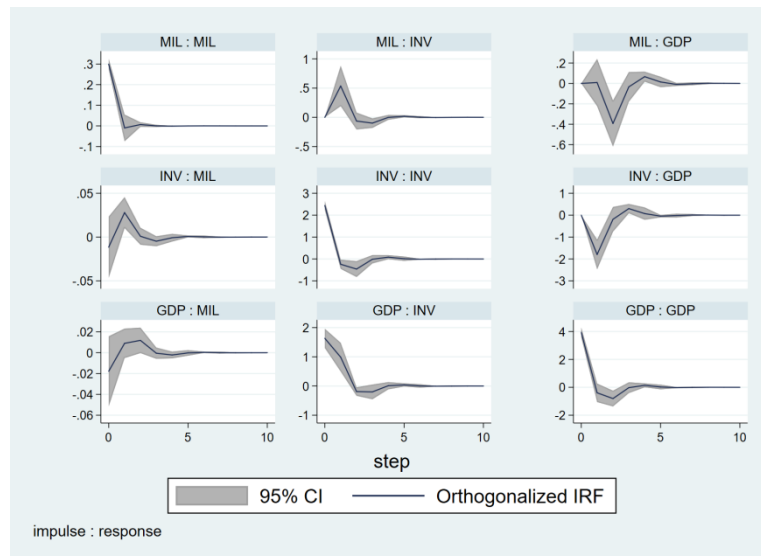 MIL : MIL
MIL : INV
MIL : GDP
.3
.2
.1
0
-.1
1
.5
0
-.5
.2
0
-.2
-.4
-.6
INV : MIL
INV : INV
INV : GDP
.05
0
-.05
3
2
1
0
-1
1
0
-1
-2
-3
GDP : MIL
GDP : INV
GDP : GDP
.02
0
-.02
-.04
-.06
2
1
0
-1
4
2
0
-2
0 5 10
0 5 10
0 5 10
step
95% CI Orthogonalized IRF
impulse : response